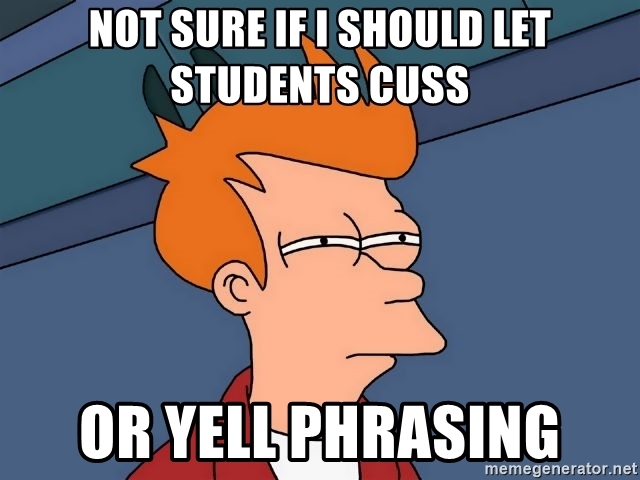 NOT SURE IF I SHOULD LET
STUDENTS CUSS
OR YELL PHRASING
memegenerator.net